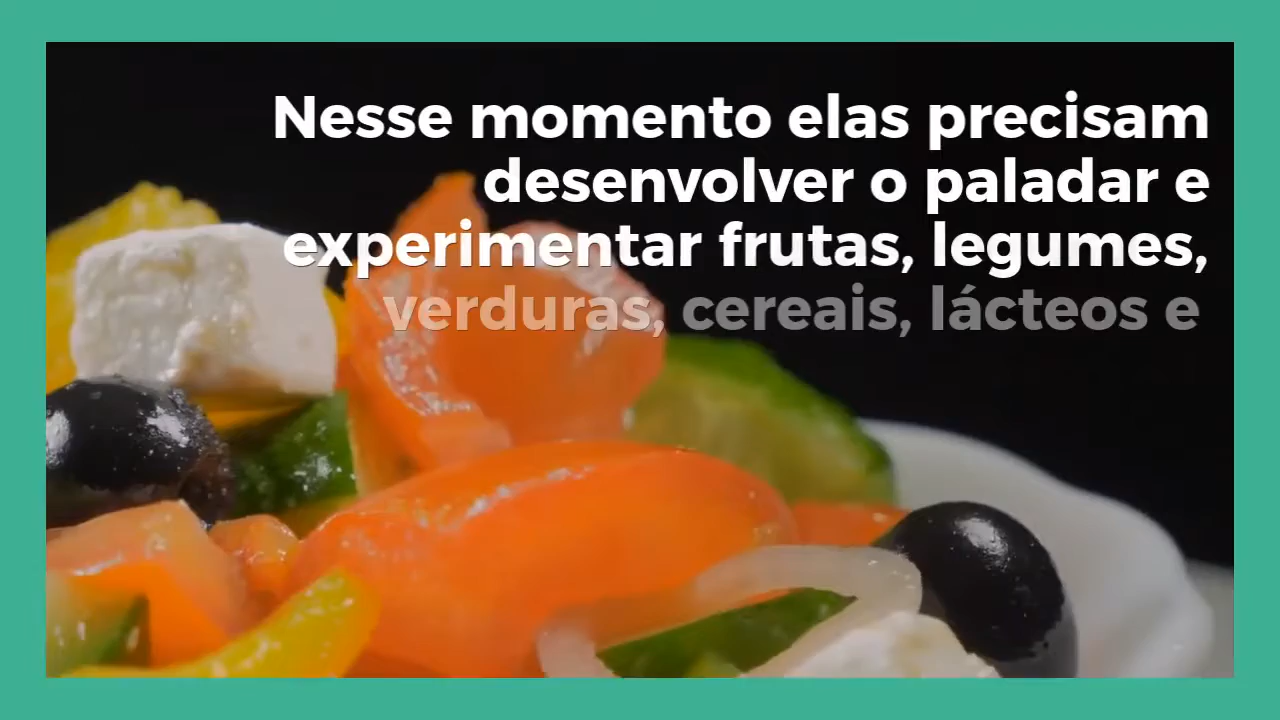 Nesse momento elas precisam
desenvolver o paladar e
experimentar frutas, legumes,
verduras, cereais, lácteos e